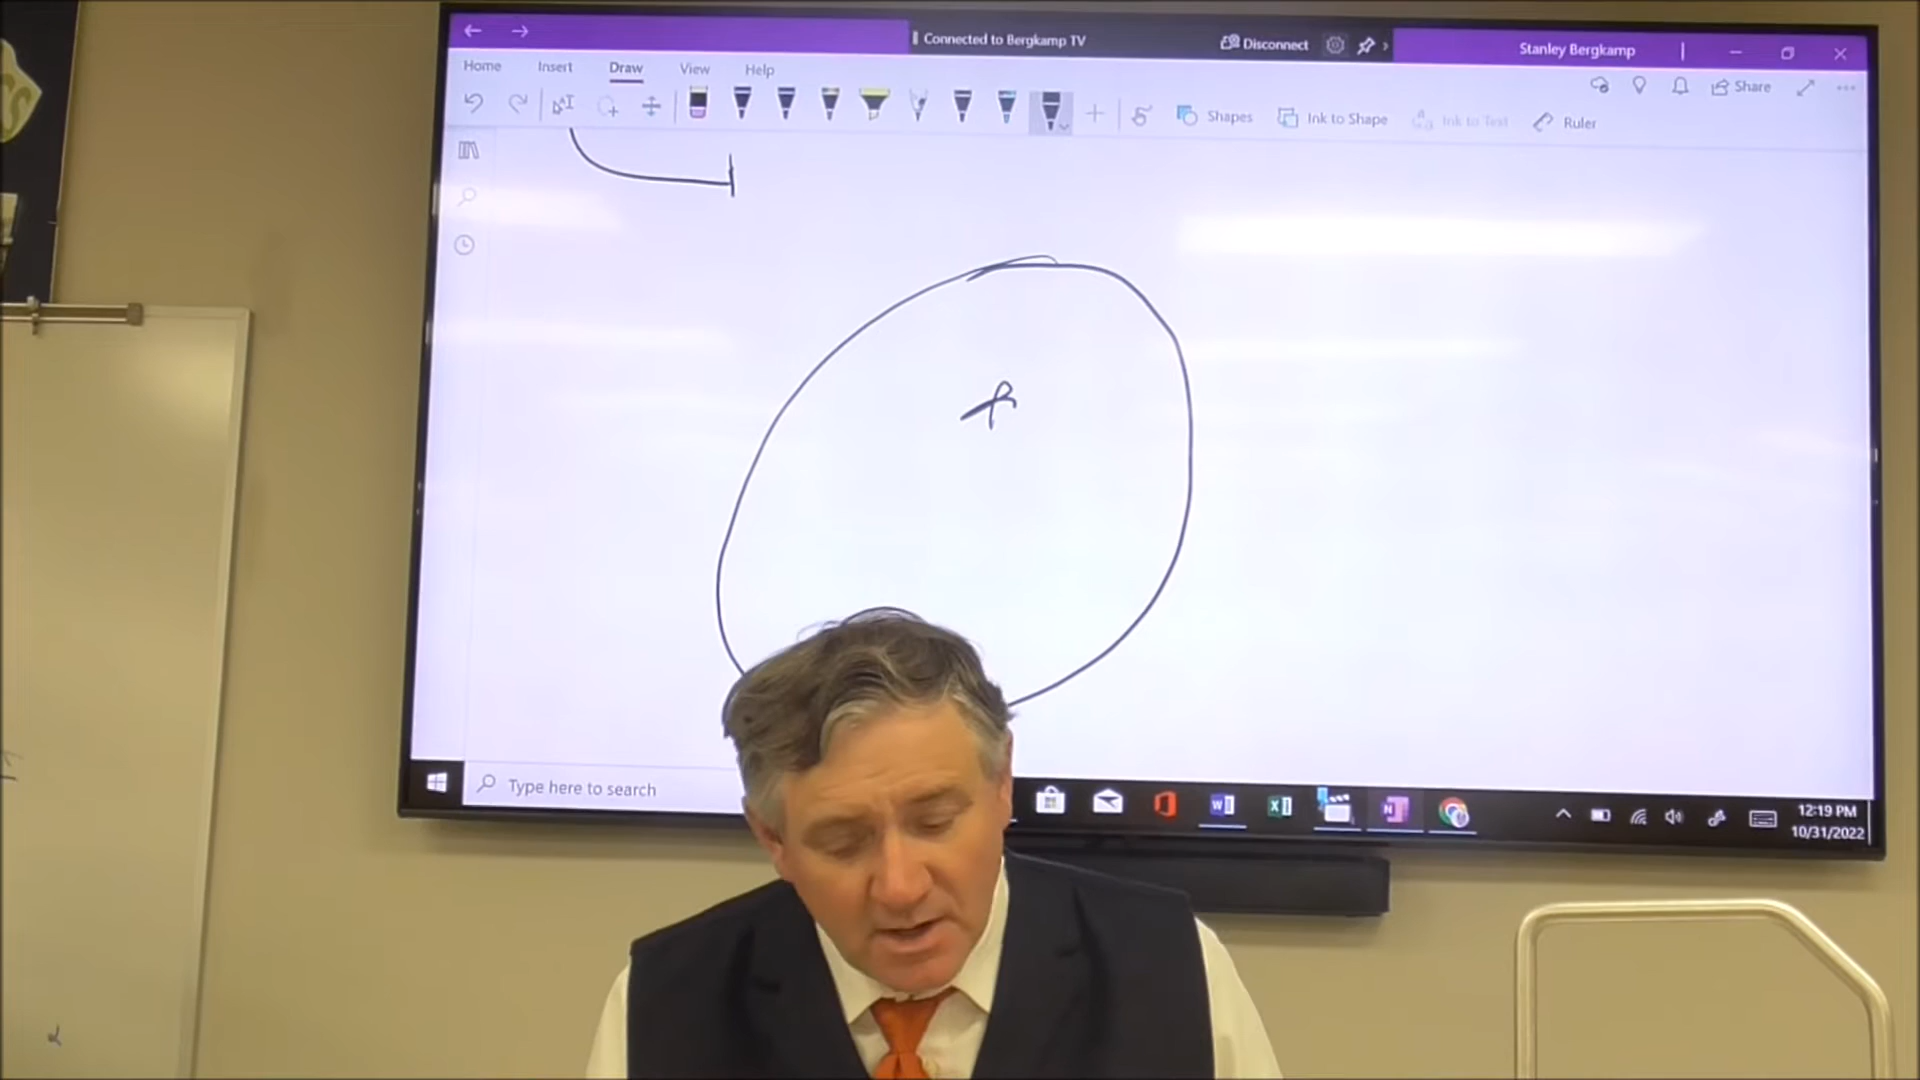 Connected to Bergkamp TV
Disconnect
Stanley Bergkamp
Home Insert Draw View Help
Share
Shapes
Ink to Shape
Ink to Text
Ruler
Type here to search
12:19 PM
10/31/2022